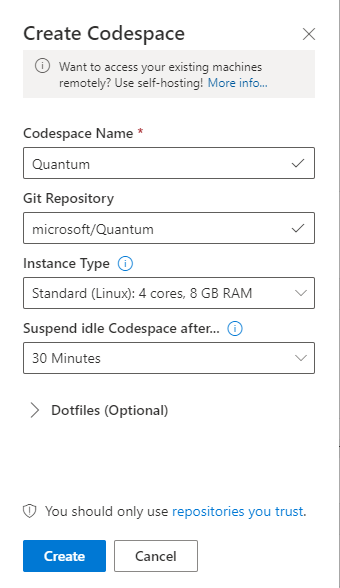 Create Codespace
Want to access your existing machines
remotely? Use self-hosting! More info...
Codespace Name *
Quantum
Git Repository
microsoft/Quantum
Instance Type
Standard (Linux): 4 cores, 8 GB RAM
Suspend idle Codespace after...
30 Minutes
Dotfiles (Optional)
You should only use repositories you trust.
Create Cancel